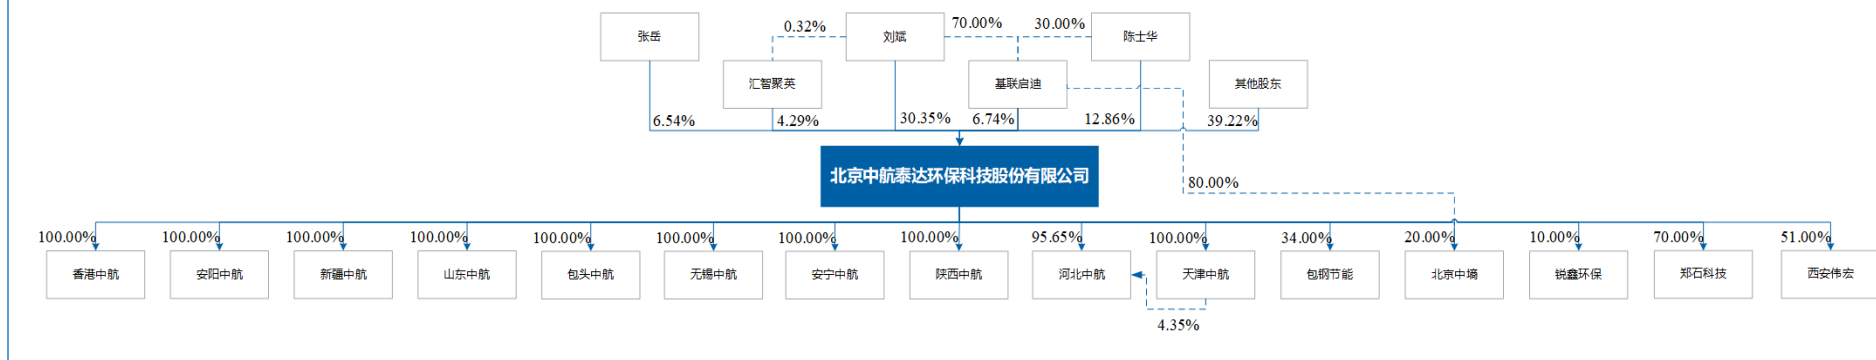 张岳
0.32%
刘斌
70.00%
30.00%
陈士华
汇智聚英
基联启迪
其他股东
6.54%
4.29%
30.35%
6.74%
12.86%
39.22%
北京中航泰达环保科技股份有限公司
80.00%
100.00%
100.00%
100.00%
100.00%
100.00%
100.00%
100.00%
100.00%
95.65%
100.00%
34.00%
20.00%
10.00%
70.00%
51.00%
香港中航
安阳中航
新疆中航
山东中航
包头中航
无锡中航
安宁中航
陕西中航
河北中航
天津中航
包钢节能
北京中墒
锐鑫环保
郑石科技
西安伟宏
4.35%